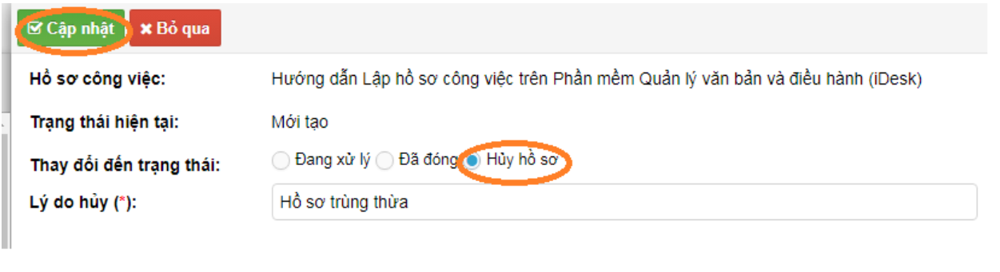 Cập nhật Bỏ qua
Hồ sơ công việc: Hướng dẫn Lập hồ sơ công việc trên Phần mềm Quản lý văn bản và điều hành (iDesk)
Trạng thái hiện tại: Mới tạo
Thay đổi đến trạng thái: Đang xử lý Đã đóng Hủy hồ sơ
Lý do hủy (*): Hồ sơ trùng thừa